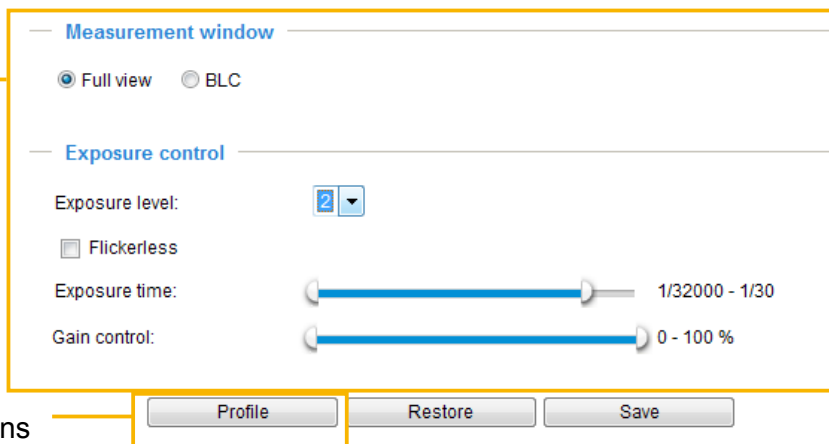 Measurement window
Full view BLC
Exposure control
Exposure level: 2
Flickerless
Exposure time: 1/32000 - 1/30
Gain control: 0 - 100 %
Profile Restore Save
ns